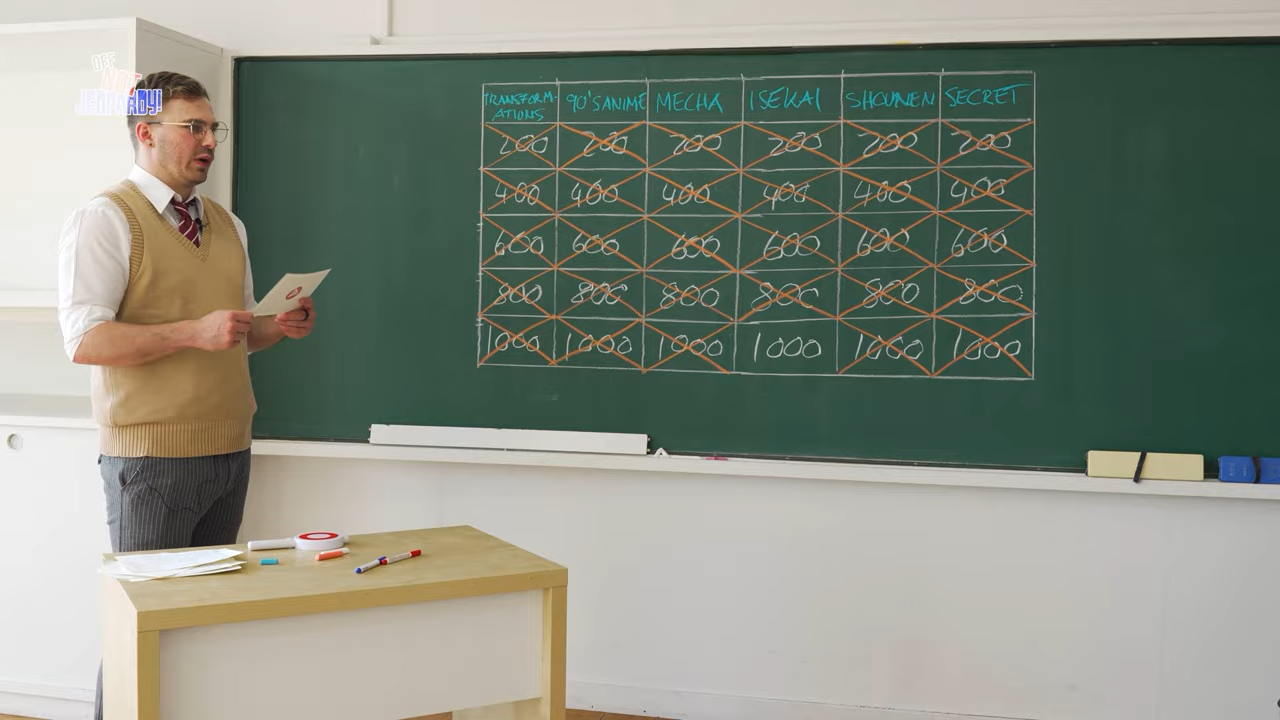 DEF
NOT
JEOPARDY!
TRANSFORM-
ATIONS
90'S ANIME MECHA ISEKAI SHOUNEN SECRET
200 200 200 200 200 200
400 400 400 400 400 400
600 600 600 600 600 600
800 800 800 800 800 800
1000 1000 1000 1000 1000 1000